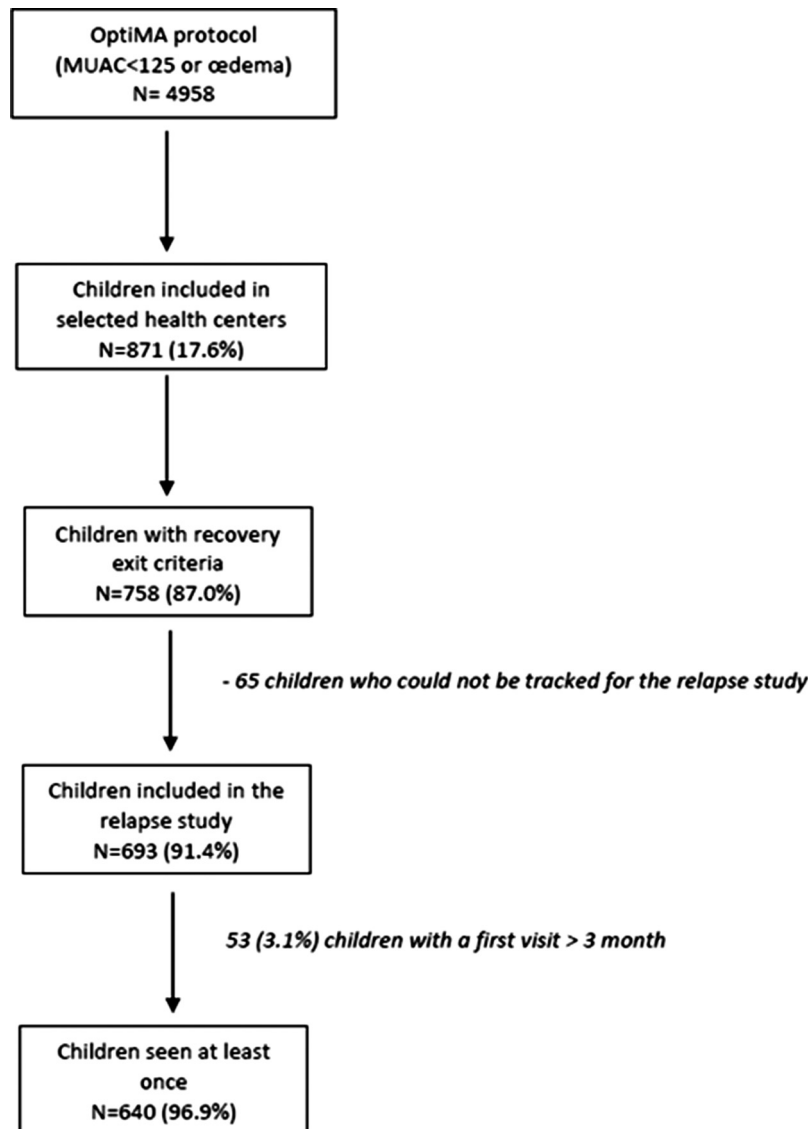 OptiMA protocol
(MUAC<125 or œdema)
N= 4958
Children included in
selected health centers
N=871 (17.6%)
Children with recovery
exit criteria
N=758 (87.0%)
- 65 children who could not be tracked for the relapse study
Children included in the
relapse study
N=693 (91.4%)
53 (3.1%) children with a first visit > 3 month
Children seen at least
once
N=640 (96.9%)